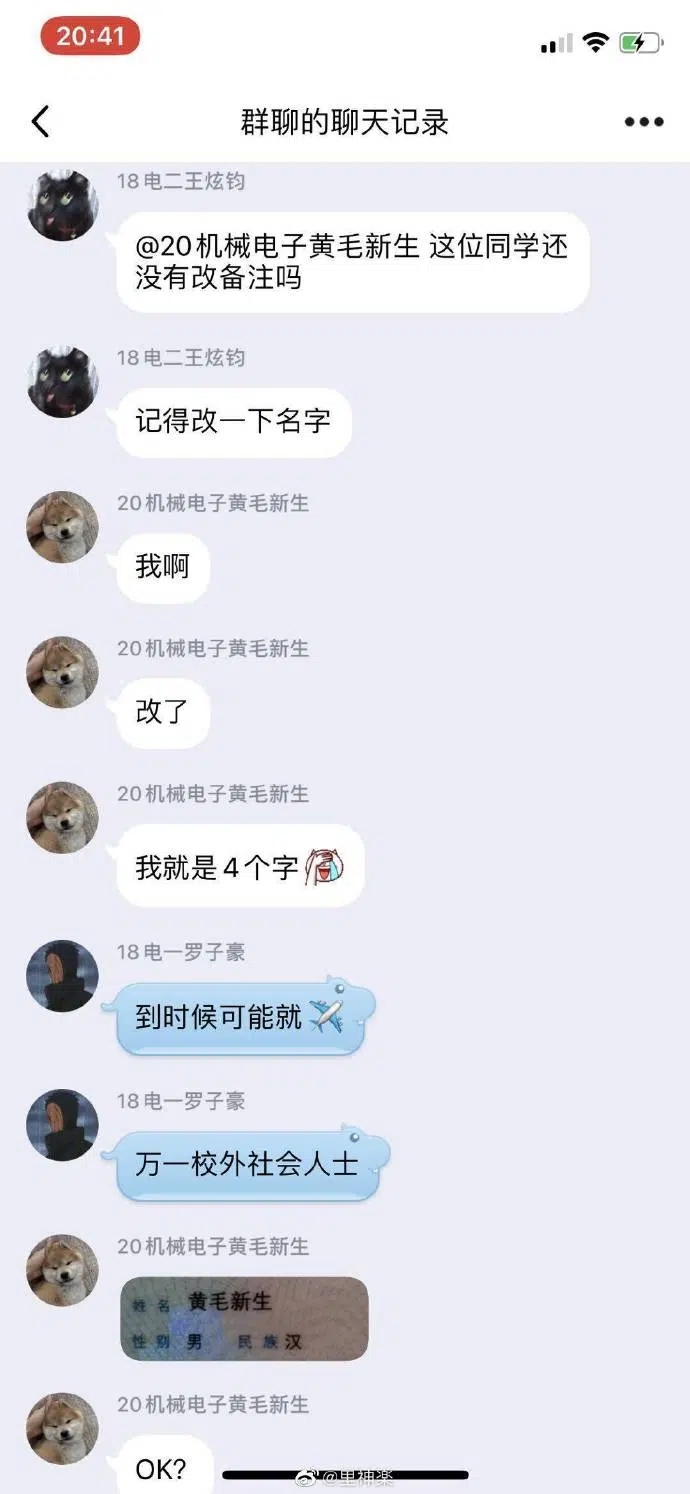 20:41
群聊的聊天记录
18电二王炫钧
@20机械电子黄毛新生 这位同学还
没有改备注吗
18电二王炫钧
记得改一下名字
20机械电子黄毛新生
我啊
20机械电子黄毛新生
改了
20机械电子黄毛新生
我就是4个字
18电一罗子豪
到时候可能就
18电一罗子豪
万一校外社会人士
20机械电子黄毛新生
姓名 黄毛新生
性别 男 民族 汉
20机械电子黄毛新生
OK?
@里神楽